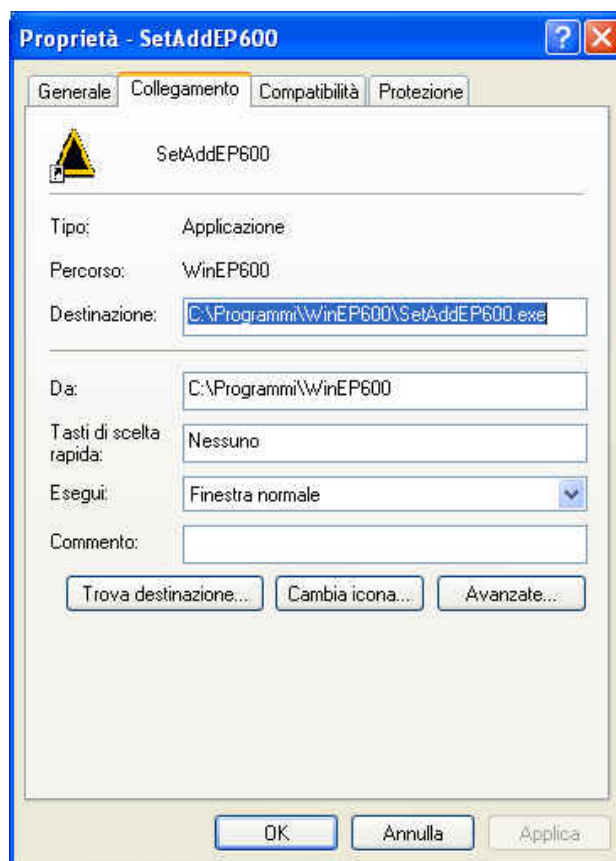 Proprietà - SetAddEP600
Generale Collegamento Compatibilità Protezione
SetAddEP600
Tipo: Applicazione
Percorso: WinEP600
Destinazione: C:\Programmi\WinEP600\SetAddEP600.exe
Da: C:\Programmi\WinEP600
Tasti di scelta
rapida: Nessuno
Esegui: Finestra normale
Commento:
Trova destinazione... Cambia icona... Avanzate...
OK Annulla Applica